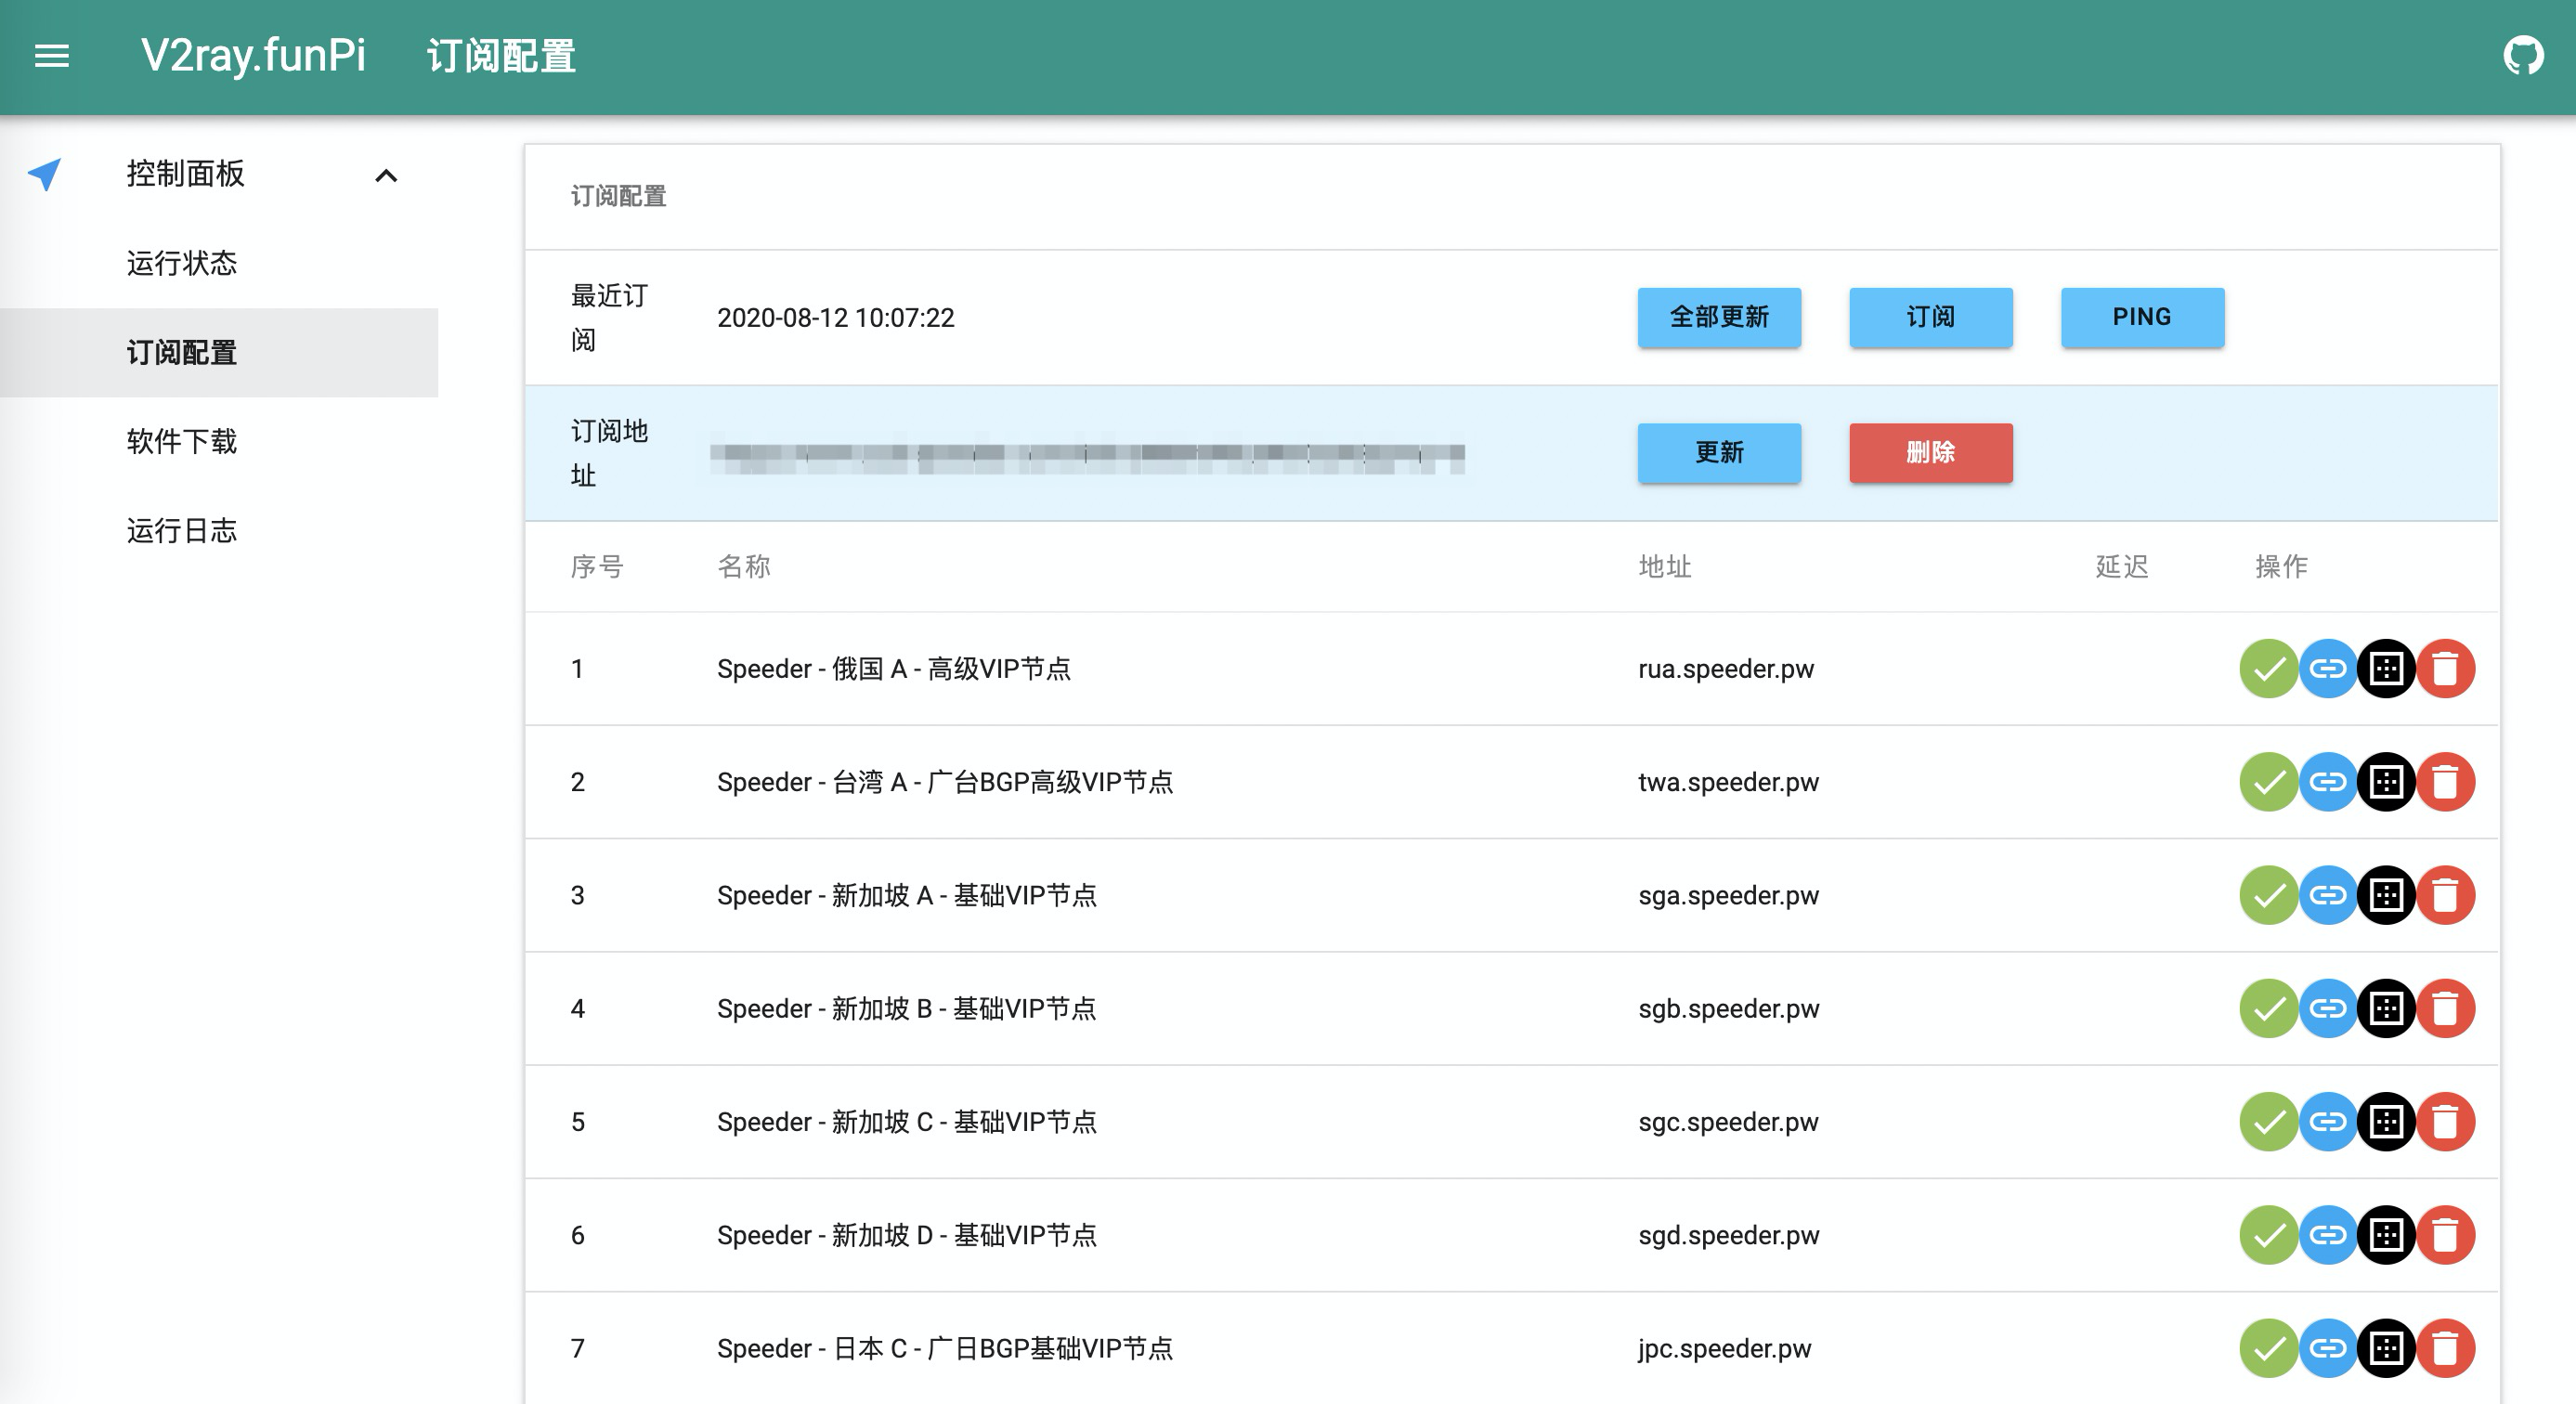 V2ray.funPi 订阅配置
控制面板
运行状态
订阅配置
软件下载
运行日志
订阅配置
最近订
阅
2020-08-12 10:07:22
全部更新 订阅 PING
订阅地
址
更新 删除
序号 名称 地址 延迟 操作
1 Speeder - 俄国 A - 高级VIP节点 rua.speeder.pw
2 Speeder - 台湾 A - 广台BGP高级VIP节点 twa.speeder.pw
3 Speeder - 新加坡 A - 基础VIP节点 sga.speeder.pw
4 Speeder - 新加坡 B - 基础VIP节点 sgb.speeder.pw
5 Speeder - 新加坡 C - 基础VIP节点 sgc.speeder.pw
6 Speeder - 新加坡 D - 基础VIP节点 sgd.speeder.pw
7 Speeder - 日本 C - 广日BGP基础VIP节点 jpc.speeder.pw